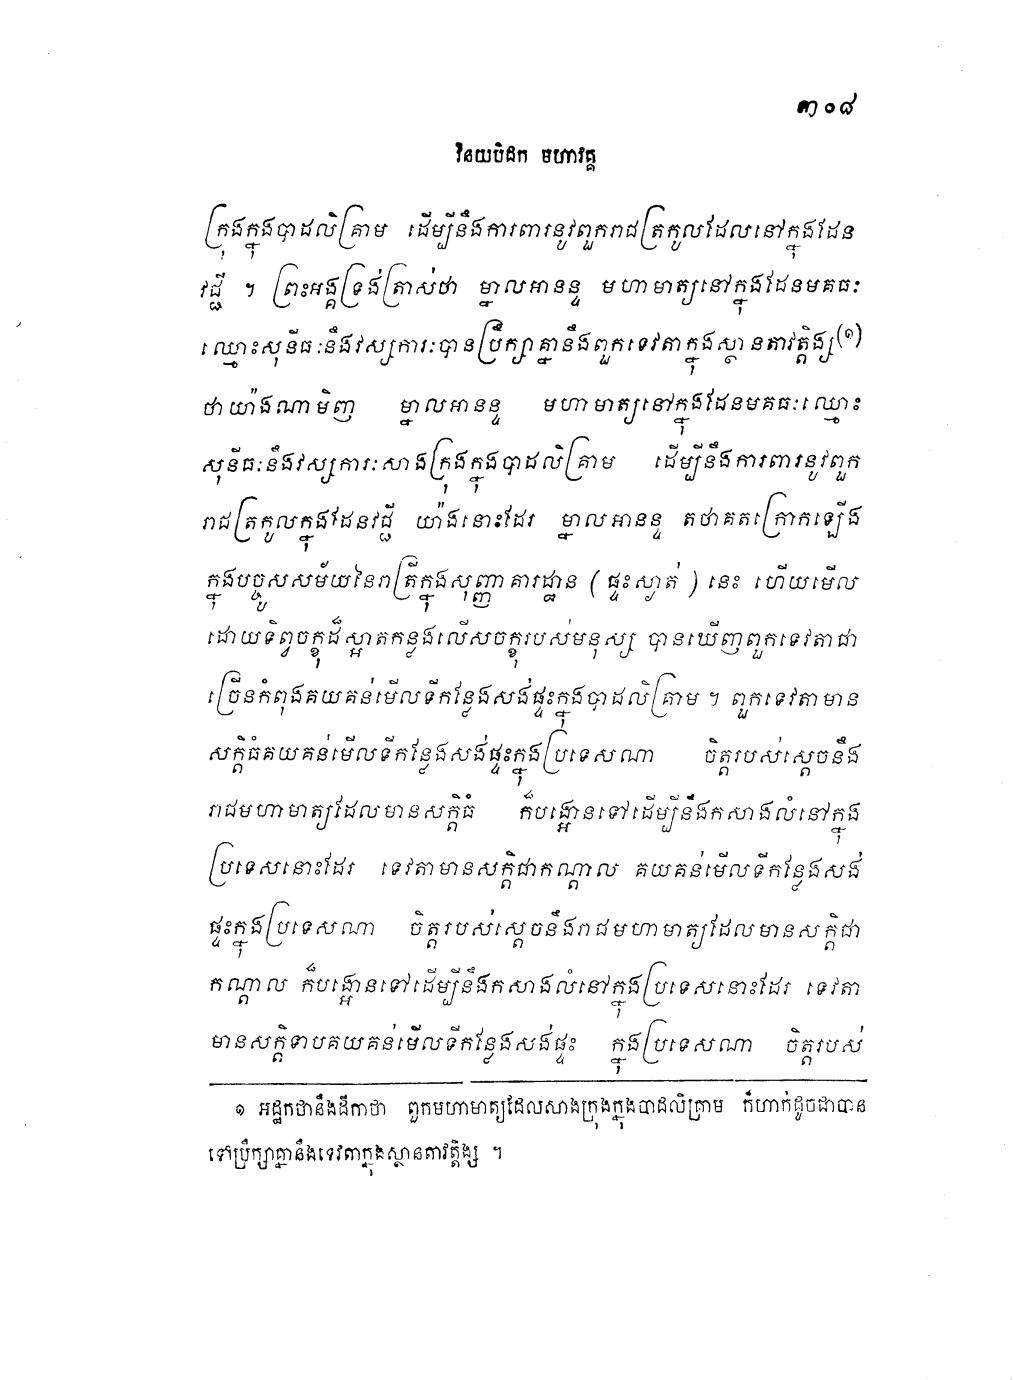 ៣០៨
វិនយបិដក មហាវគ្គ
ក្រុងក្នុងបាដលិគ្រាម ដើម្បីនឹងការពារនូវពួករាជត្រកូលដែលនៅក្នុងដែន
វជ្ជី ។ ព្រះអង្គទ្រង់ត្រាស់ថា ម្នាលអានន្ទ មហាមាត្យនៅក្នុងដែនមគធៈ
ឈ្មោះសុនីធៈនឹងវស្សការៈបានប្រឹក្សាគ្នានឹងពួកទេវតាក្នុងស្ថានតាវត្តិង្ស(១)
ថាយ៉ាងណាមិញ ម្នាលអានន្ទ មហាមាត្យនៅក្នុងដែនមគធៈឈ្មោះ
សុនីធៈនឹងវស្សការៈសាងក្រុងក្នុងបាដលិគ្រាម ដើម្បីនឹងការពារនូវពួក
រាជត្រកូលក្នុងដែនវជ្ជី យ៉ាងនោះដែរ ម្នាលអានន្ទ តថាគតក្រោកឡើង
ក្នុងបច្ចូសសម័យនៃរាត្រីក្នុងសុញ្ញាគារដ្ឋាន ( ផ្ទះស្ងាត់ ) នេះ ហើយមើល
ដោយទិព្វចក្ខុដ៏ស្អាតកន្លងលើសចក្ខុរបស់មនុស្ស បានឃើញពួកទេវតាជា
ច្រើនកំពុងគយគន់មើលទីកន្លែងសង់ផ្ទះក្នុងបាដលិគ្រាម ។ ពួកទេវតាមាន
សក្តិធំគយគន់មើលទីកន្លែងសង់ផ្ទះក្នុងប្រទេសណា ចិត្តរបស់ស្តេចនឹង
រាជមហាមាត្យដែលមានសក្តិធំ ក៏បង្អោនទៅដើម្បីនឹងកសាងលំនៅក្នុង
ប្រទេសនោះដែរ ទេវតាមានសក្តិជាកណ្តាល គយគន់មើលទីកន្លែងសង់
ផ្ទះក្នុងប្រទេសណា ចិត្តរបស់ស្តេចនឹងរាជមហាមាត្យដែលមានសក្តិជា
កណ្តាល ក៏បង្អោនទៅដើម្បីនឹងកសាងលំនៅក្នុងប្រទេសនោះដែរ ទេវតា
មានសក្តិទាបគយគន់មើលទីកន្លែងសង់ផ្ទះ ក្នុងប្រទេសណា ចិត្តរបស់
១ អដ្ឋកថានឹងដីកាថា ពួកមហាមាត្យដែលសាងក្រុងក្នុងបាដលិគ្រាម ក៏ហាក់ដូចជាបាន
ទៅប្រឹក្សាគ្នានឹងទេវតាក្នុងស្ថានតាវត្តិង្ស ។